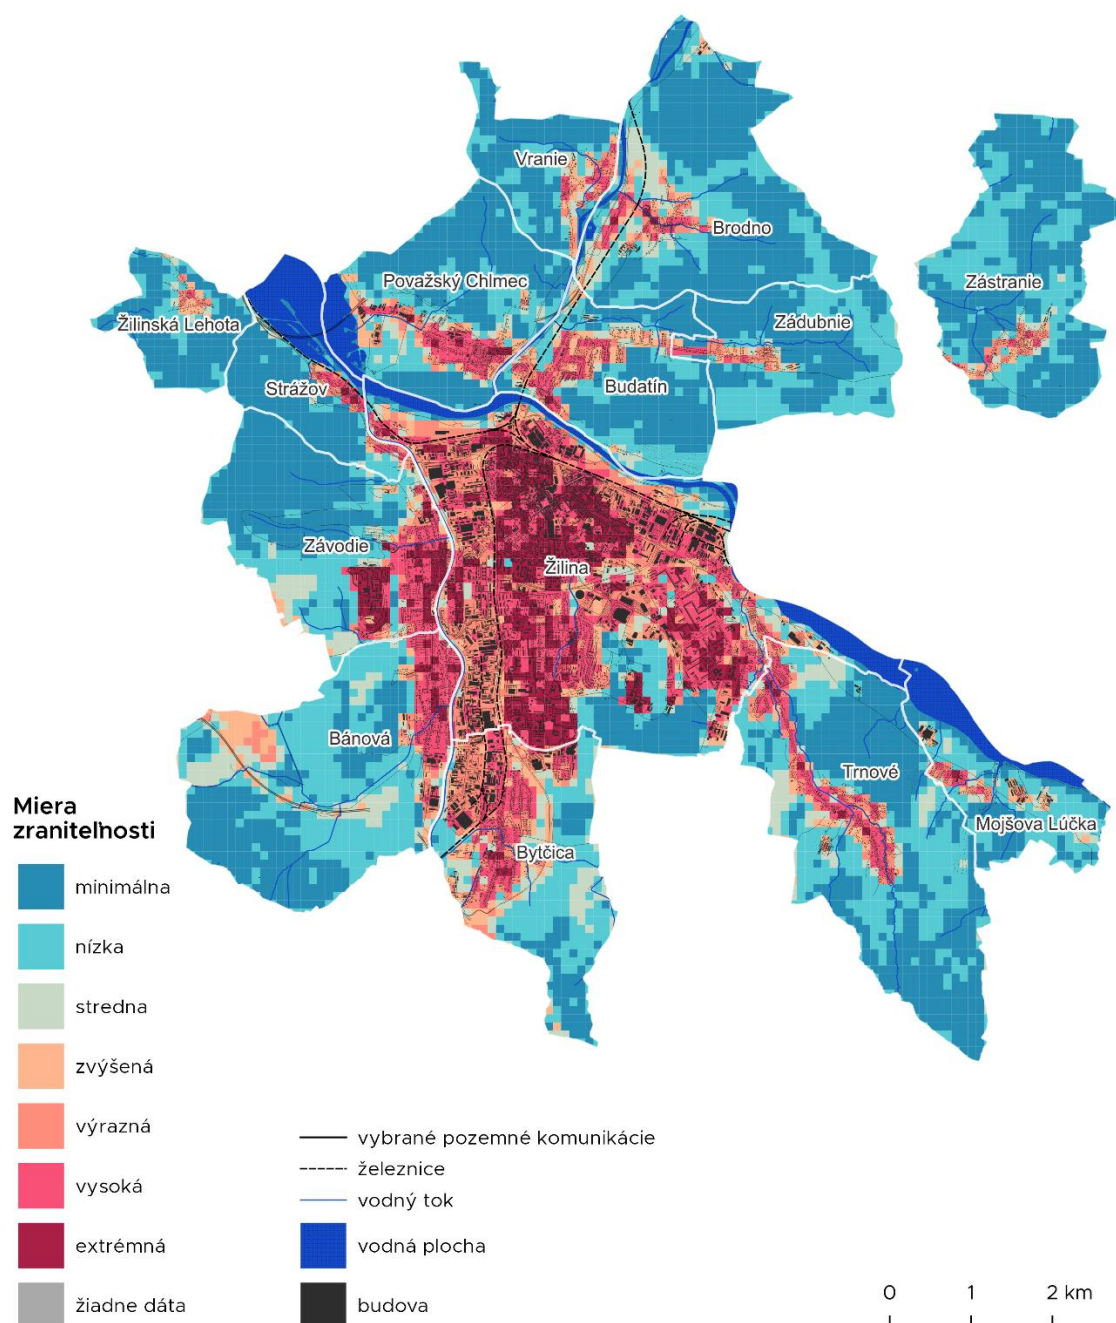 Vranie
Brodno
Považský Chlmec
Zástranie
Žilinská Lehota
Zádubnie
Strážov
Budatín
Závodie
Žilina
Bánová
Trnové
Mojšova Lúčka
Bytčica
Miera
zraniteľnosti
minimálna
nízka
stredna
zvýšená
výrazná
vysoká
extrémná
žiadne dáta
vybrané pozemné komunikácie
železnice
vodný tok
vodná plocha
budova
0 1 2 km